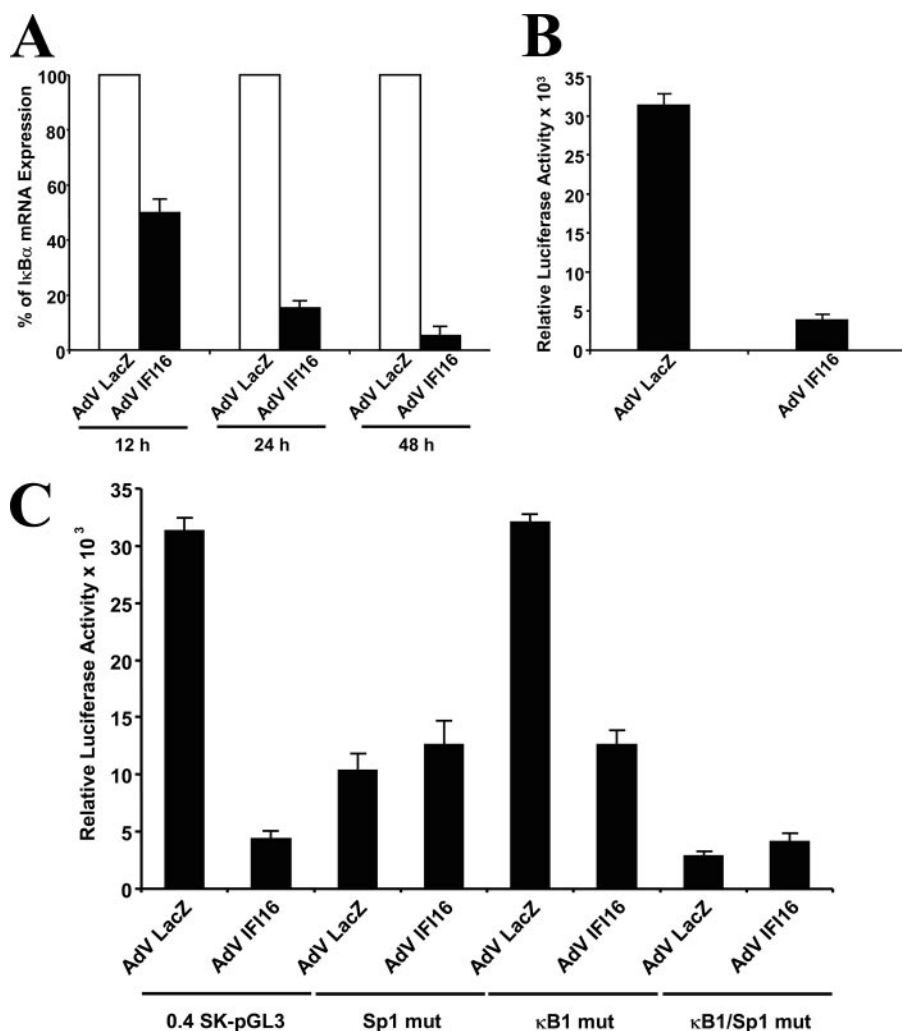 A
% of IκBα mRNA Expression
100
80
60
40
20
0
AdV LacZ
AdV IFI16
AdV LacZ
AdV IFI16
AdV LacZ
AdV IFI16
12 h
24 h
48 h
B
Relative Luciferase Activity x 10³
35
30
25
20
15
10
5
0
AdV LacZ
AdV IFI16
C
Relative Luciferase Activity x 10³
35
30
25
20
15
10
5
0
AdV LacZ
AdV IFI16
AdV LacZ
AdV IFI16
AdV LacZ
AdV IFI16
AdV LacZ
AdV IFI16
0.4 SK-pGL3
Sp1 mut
κB1 mut
κB1/Sp1 mut